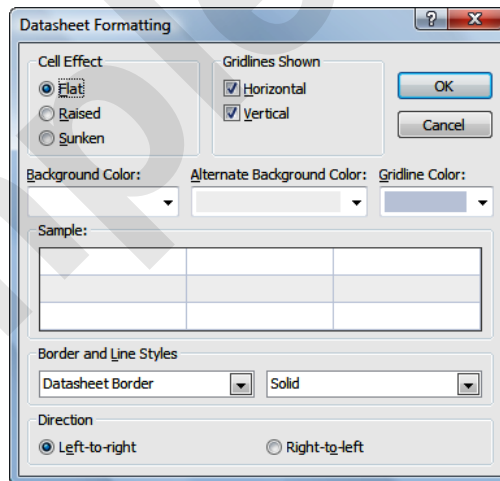 Datasheet Formatting
Cell Effect
Flat
Raised
Sunken
Gridlines Shown
Horizontal
Vertical
OK
Cancel
Background Color:
Alternate Background Color:
Gridline Color:
Sample:
Border and Line Styles
Datasheet Border
Solid
Direction
Left-to-right
Right-to-left